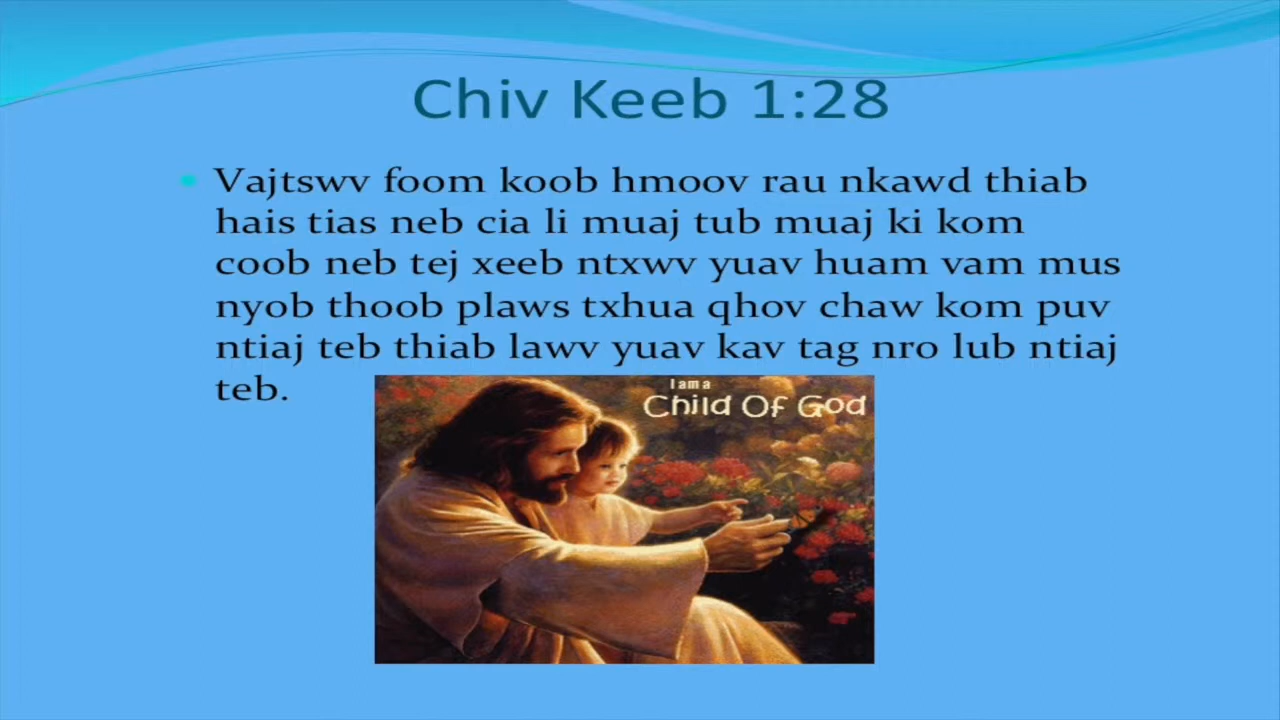 Chiv Keeb 1:28
• Vajtswv foom koob hmoov rau nkawd thiab
hais tias neb cia li muaj tub muaj ki kom
coob neb tej xeeb ntxwv yuav huam vam mus
nyob thoob plaws txhua qhov chaw kom puv
ntiaj teb thiab lawv yuav kav tag nro lub ntiaj
teb.
I am a
Child Of God